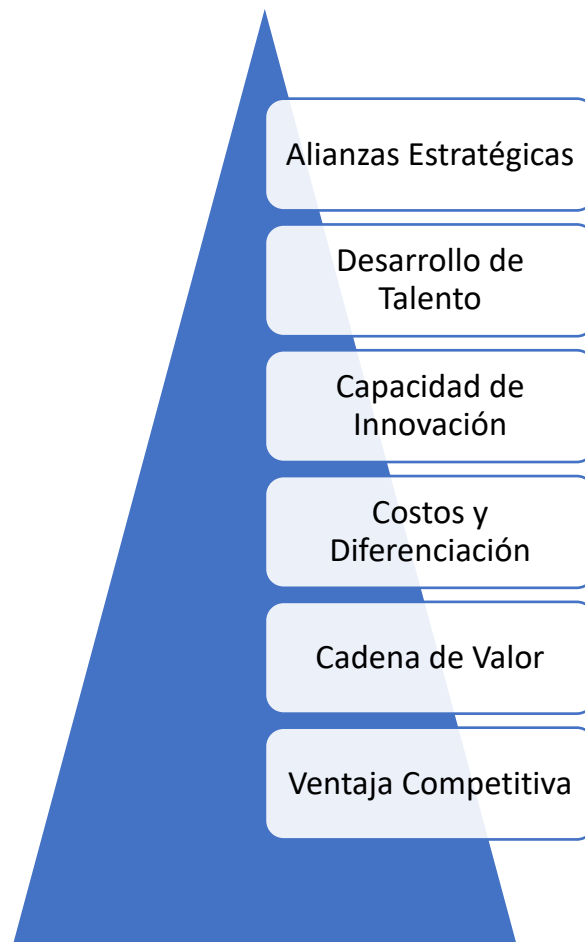 Alianzas Estratégicas
Desarrollo de
Talento
Capacidad de
Innovación
Costos y
Diferenciación
Cadena de Valor
Ventaja Competitiva